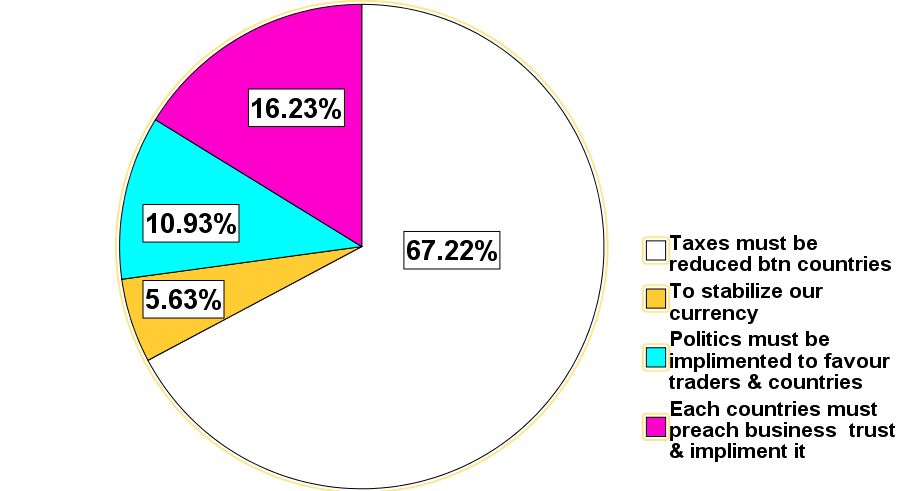 16.23%
10.93%
67.22%
5.63%
Taxes must be
reduced btn countries
To stabilize our
currency
Politics must be
implimented to favour
traders & countries
Each countries must
preach business  trust
& impliment it